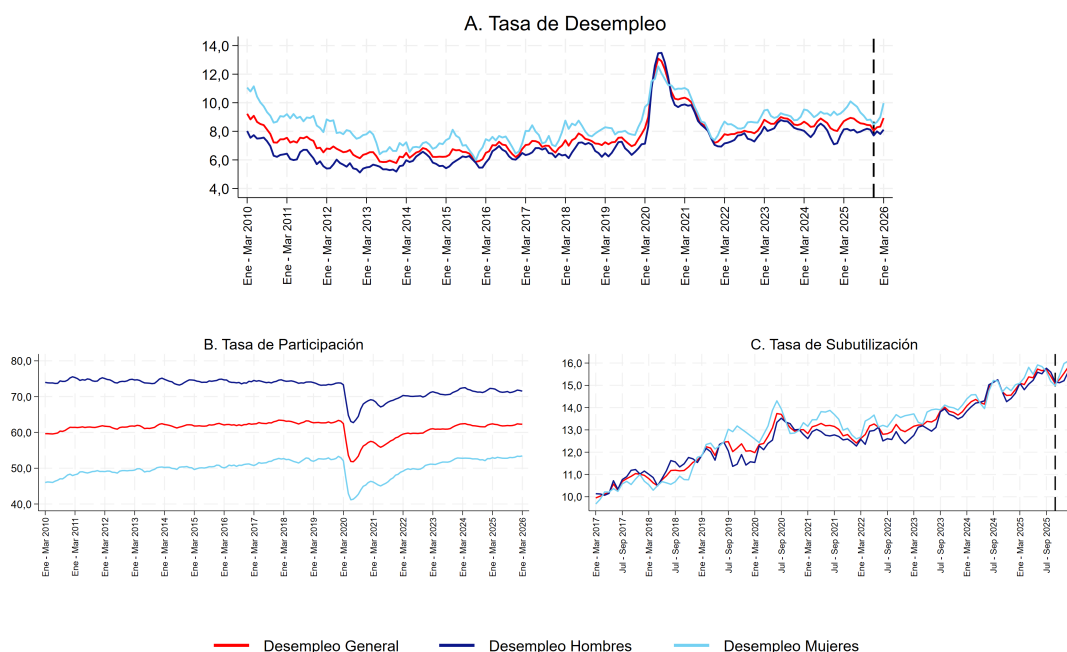 A. Tasa de Desempleo
14,0
12,0
10,0
8,0
6,0
4,0
Ene - Mar 2010
Ene - Mar 2011
Ene - Mar 2012
Ene - Mar 2013
Ene - Mar 2014
Ene - Mar 2015
Ene - Mar 2016
Ene - Mar 2017
Ene - Mar 2018
Ene - Mar 2019
Ene - Mar 2020
Ene - Mar 2021
Ene - Mar 2022
Ene - Mar 2023
Ene - Mar 2024
Ene - Mar 2025
Ene - Mar 2026
B. Tasa de Participación
80,0
70,0
60,0
50,0
40,0
Ene - Mar 2010
Ene - Mar 2011
Ene - Mar 2012
Ene - Mar 2013
Ene - Mar 2014
Ene - Mar 2015
Ene - Mar 2016
Ene - Mar 2017
Ene - Mar 2018
Ene - Mar 2019
Ene - Mar 2020
Ene - Mar 2021
Ene - Mar 2022
Ene - Mar 2023
Ene - Mar 2024
Ene - Mar 2025
Ene - Mar 2026
C. Tasa de Subutilización
16,0
15,0
14,0
13,0
12,0
11,0
10,0
Ene - Mar 2017
Jul - Sep 2017
Ene - Mar 2018
Jul - Sep 2018
Ene - Mar 2019
Jul - Sep 2019
Ene - Mar 2020
Jul - Sep 2020
Ene - Mar 2021
Jul - Sep 2021
Ene - Mar 2022
Jul - Sep 2022
Ene - Mar 2023
Jul - Sep 2023
Ene - Mar 2024
Jul - Sep 2024
Ene - Mar 2025
Jul - Sep 2025
Desempleo General
Desempleo Hombres
Desempleo Mujeres